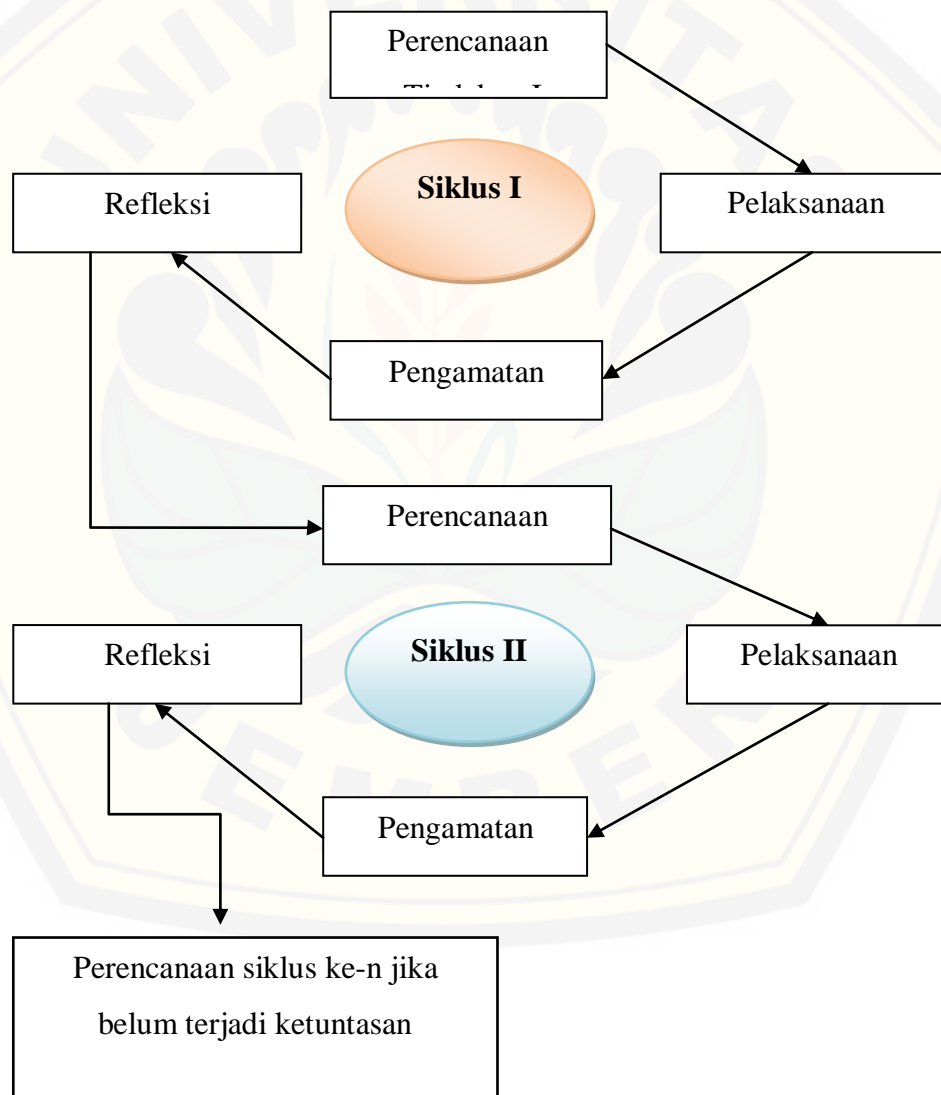 Perencanaan
Siklus I
Refleksi
Pelaksanaan
Pengamatan
Perencanaan
Siklus II
Refleksi
Pelaksanaan
Pengamatan
Perencanaan siklus ke-n jika
belum terjadi ketuntasan